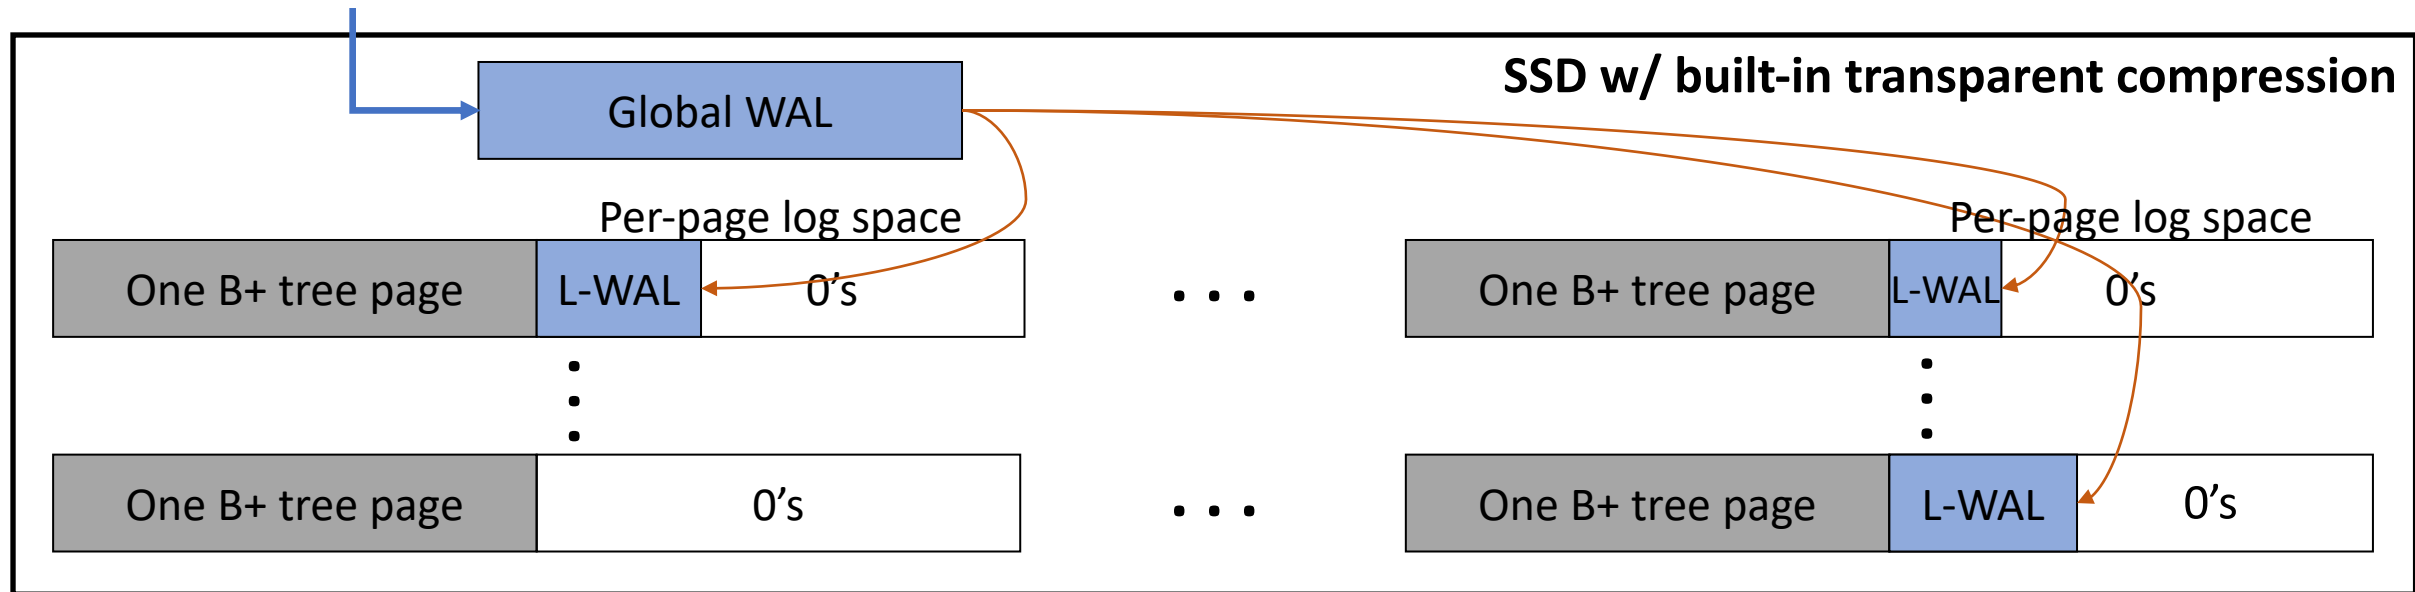 SSD w/ built-in transparent compression
Global WAL
Per-page log space
Per-page log space
One B+ tree page
L-WAL
0's
. . .
One B+ tree page
L-WAL
0's
One B+ tree page
0's
. . .
One B+ tree page
L-WAL
0's